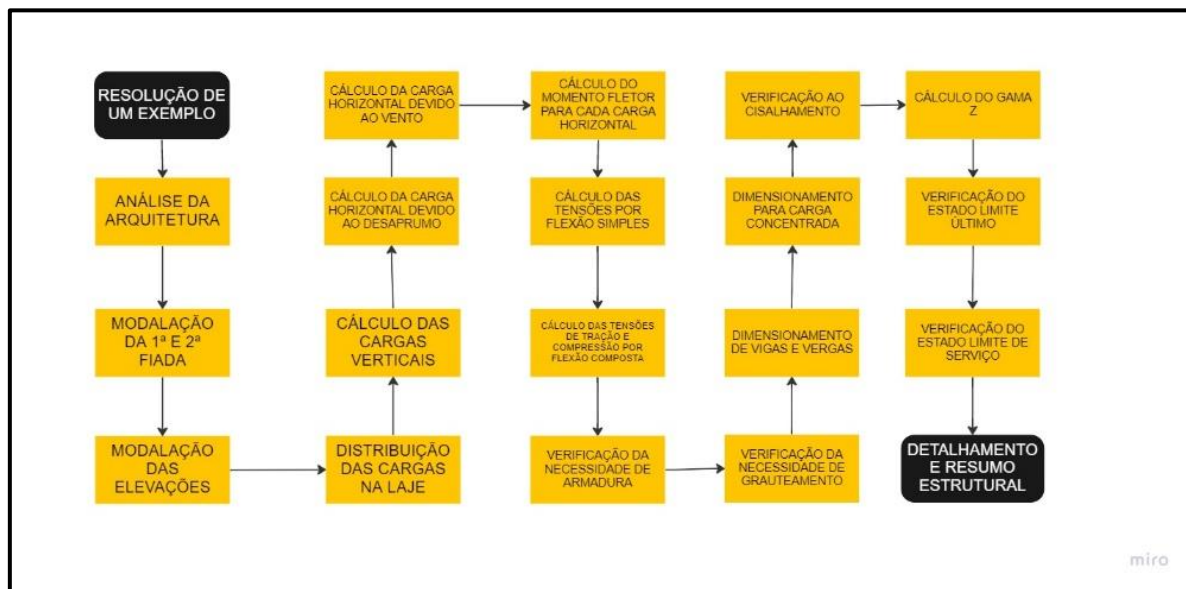 RESOLUÇÃO DE
UM EXEMPLO
ANÁLISE DA
ARQUITETURA
MODALAÇÃO
DA 1ª E 2ª
FIADA
MODALAÇÃO
DAS
ELEVAÇÕES
DISTRIBUIÇÃO
DAS CARGAS
NA LAJE
CÁLCULO DAS
CARGAS
VERTICAIS
CÁLCULO DA CARGA
HORIZONTAL DEVIDO
AO DESAPRUMO
CÁLCULO DA CARGA
HORIZONTAL DEVIDO
AO VENTO
CÁLCULO DO
MOMENTO FLETOR
PARA CADA CARGA
HORIZONTAL
CÁLCULO DAS
TENSÕES POR
FLEXÃO SIMPLES
CÁLCULO DAS TENSÕES
DE TRAÇÃO E
COMPRESSÃO POR
FLEXÃO COMPOSTA
VERIFICAÇÃO DA
NECESSIDADE DE
ARMADURA
VERIFICAÇÃO DA
NECESSIDADE DE
GRAUTEAMENTO
DIMENSIONAMENTO
DE VIGAS E VERGAS
DIMENSIONAMENTO
PARA CARGA
CONCENTRADA
VERIFICAÇÃO AO
CISALHAMENTO
CÁLCULO DO GAMA
Z
VERIFICAÇÃO DO
ESTADO LIMITE
ÚLTIMO
VERIFICAÇÃO DO
ESTADO LIMITE DE
SERVIÇO
DETALHAMENTO
E RESUMO
ESTRUTURAL
miro